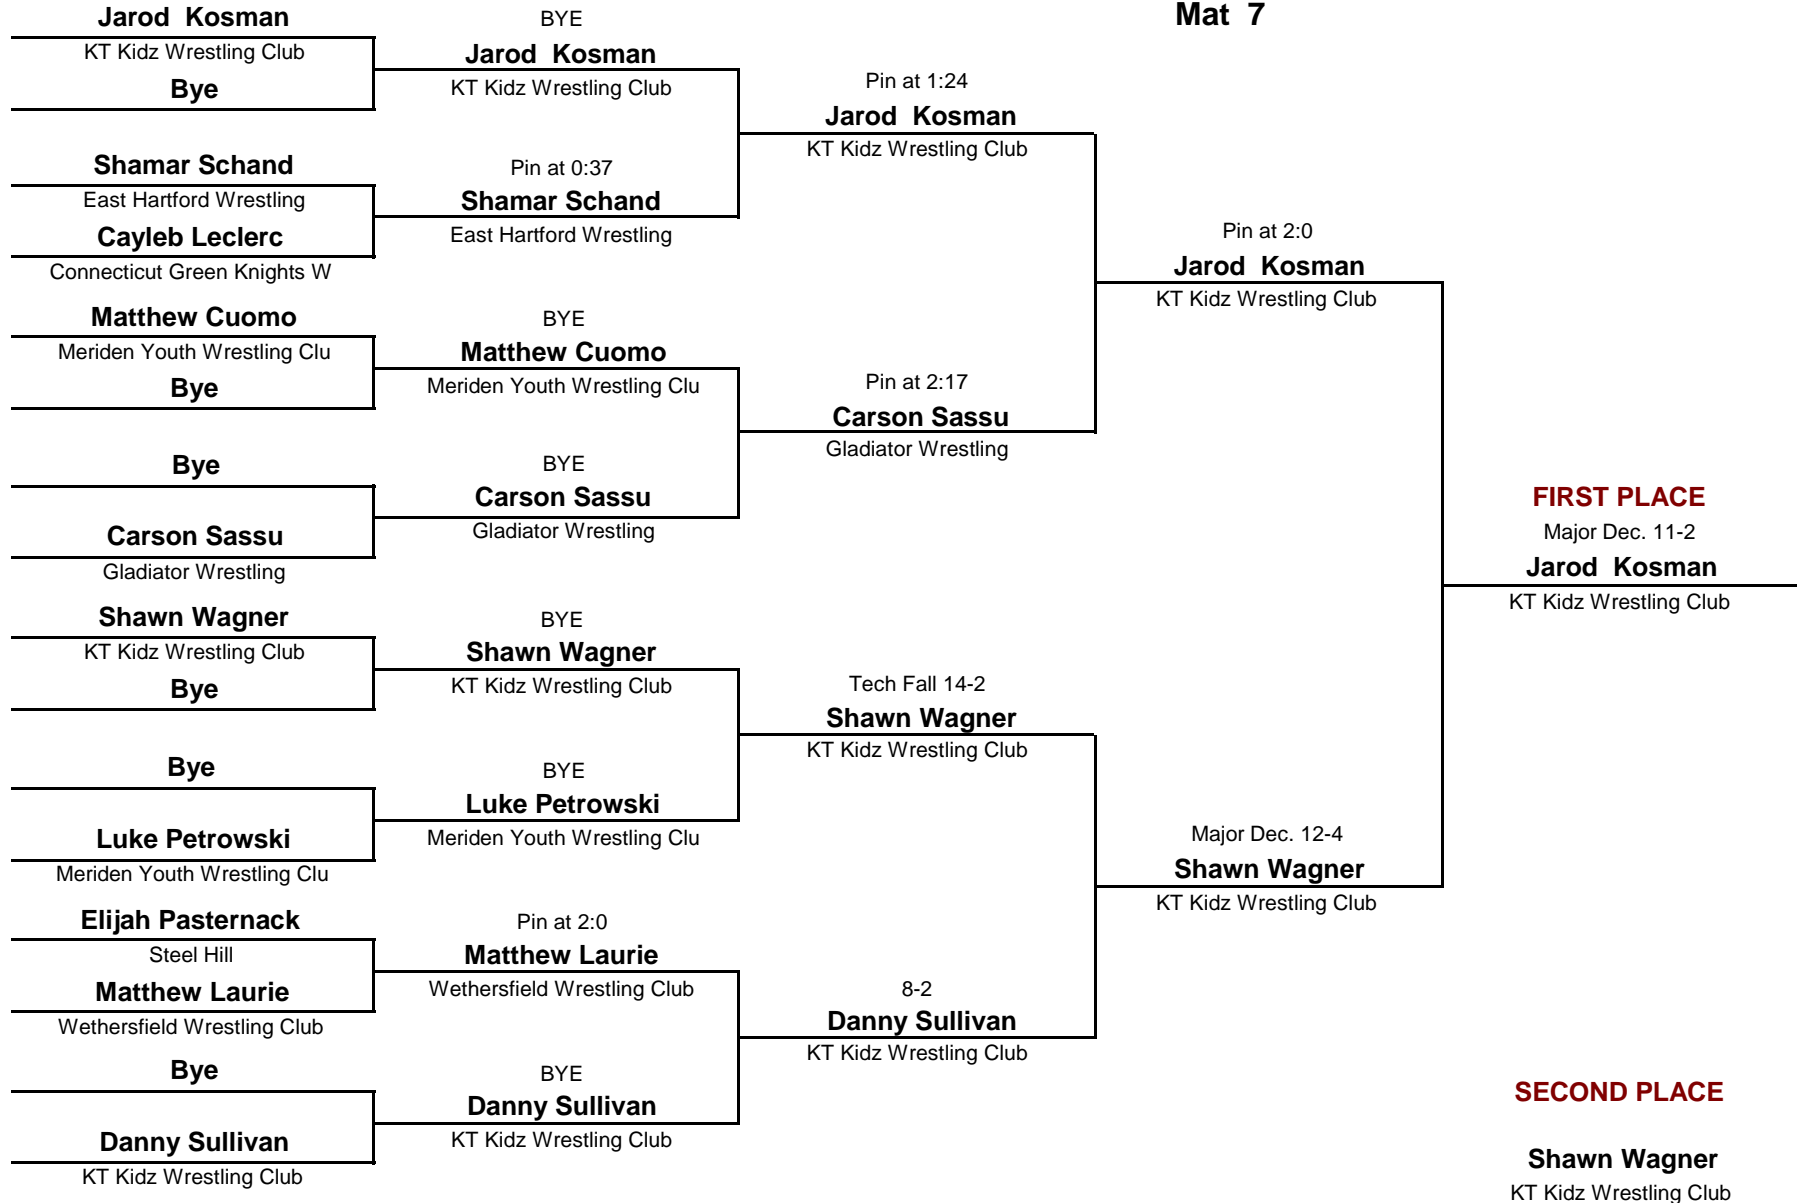 Mat 7
Jarod Kosman
KT Kidz Wrestling Club
Bye
Shamar Schand
East Hartford Wrestling
Cayleb Leclerc
Connecticut Green Knights W
Matthew Cuomo
Meriden Youth Wrestling Clu
Bye
Bye
Carson Sassu
Gladiator Wrestling
Shawn Wagner
KT Kidz Wrestling Club
Bye
Bye
Luke Petrowski
Meriden Youth Wrestling Clu
Elijah Pasternack
Steel Hill
Matthew Laurie
Wethersfield Wrestling Club
Bye
Danny Sullivan
KT Kidz Wrestling Club
BYE
Jarod Kosman
KT Kidz Wrestling Club
Pin at 0:37
Shamar Schand
East Hartford Wrestling
BYE
Matthew Cuomo
Meriden Youth Wrestling Clu
BYE
Carson Sassu
Gladiator Wrestling
BYE
Shawn Wagner
KT Kidz Wrestling Club
BYE
Luke Petrowski
Meriden Youth Wrestling Clu
Pin at 2:0
Matthew Laurie
Wethersfield Wrestling Club
BYE
Danny Sullivan
KT Kidz Wrestling Club
Pin at 1:24
Jarod Kosman
KT Kidz Wrestling Club
Pin at 2:17
Carson Sassu
Gladiator Wrestling
Tech Fall 14-2
Shawn Wagner
KT Kidz Wrestling Club
8-2
Danny Sullivan
KT Kidz Wrestling Club
Pin at 2:0
Jarod Kosman
KT Kidz Wrestling Club
Major Dec. 12-4
Shawn Wagner
KT Kidz Wrestling Club
FIRST PLACE
Major Dec. 11-2
Jarod Kosman
KT Kidz Wrestling Club
SECOND PLACE
Shawn Wagner
KT Kidz Wrestling Club